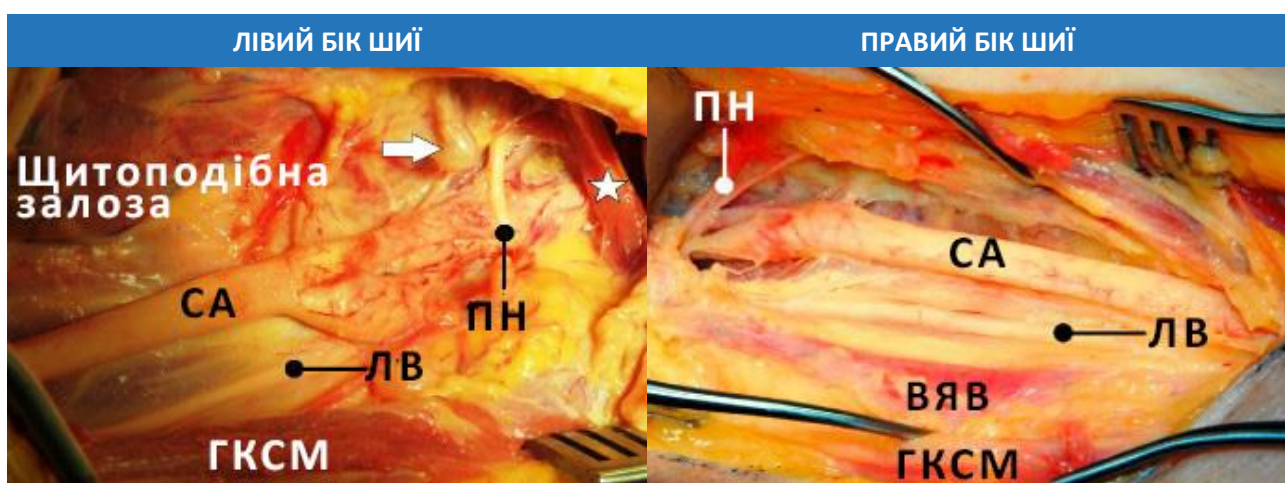 ЛІВИЙ БІК ШИЇ
ПРАВИЙ БІК ШИЇ
Щитоподібна
залоза
СА
ПН
ЛВ
ГКСМ
ПН
СА
ЛВ
ВЯВ
ГКСМ